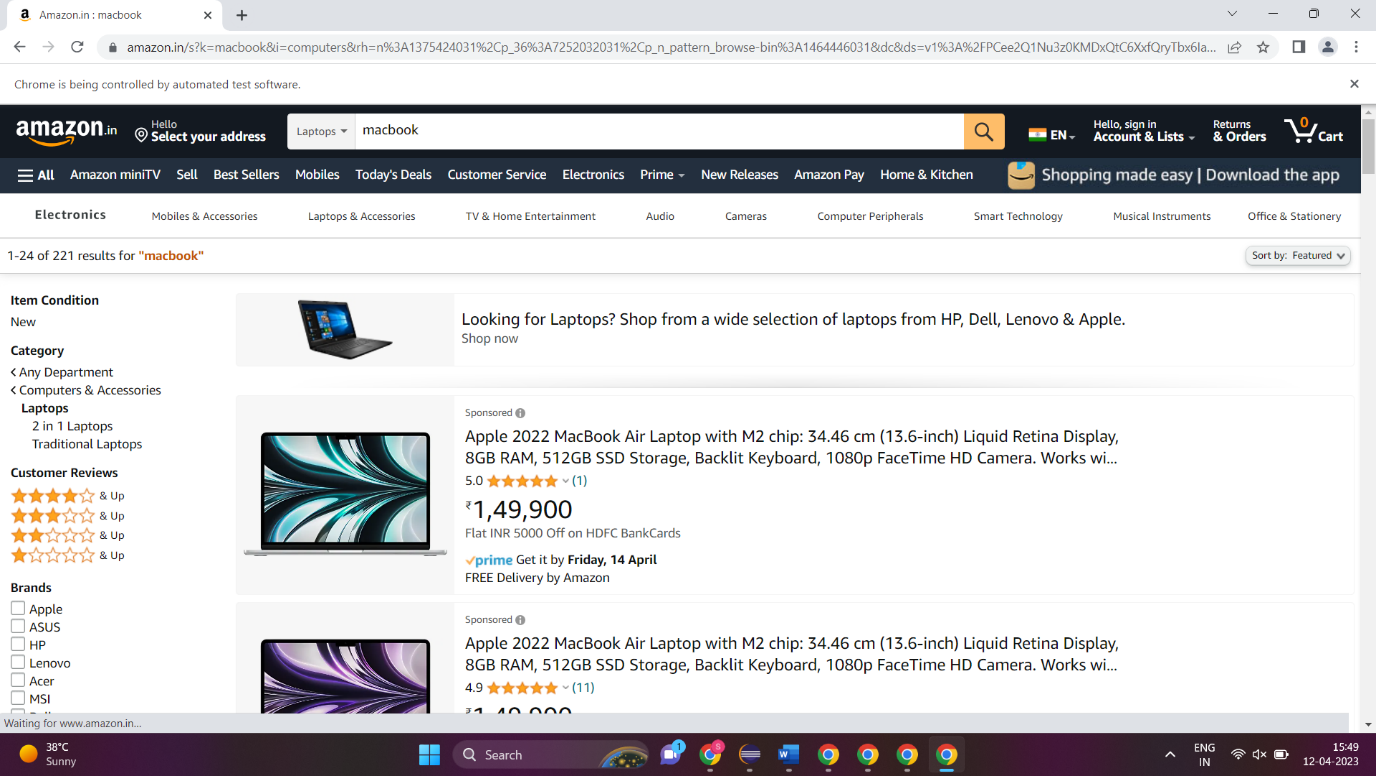 Amazon.in : macbook
amazon.in/s?k=macbook&i=computers&rh=n%3A1375424031%2Cp_36%3A7252032031%2Cp_n_pattern_browse-bin%3A1464446031&dc&ds=v1%3A%2FPCee2Q1Nu3z0KMDxQtC6XxfQryTbx6Ia...
Chrome is being controlled by automated test software.
amazon.in
Hello
Select your address
Laptops
macbook
EN
Hello, sign in
Account & Lists
Returns
& Orders
0
Cart
All Amazon miniTV Sell Best Sellers Mobiles Today's Deals Customer Service Electronics Prime New Releases Amazon Pay Home & Kitchen Shopping made easy | Download the app
Electronics Mobiles & Accessories Laptops & Accessories TV & Home Entertainment Audio Cameras Computer Peripherals Smart Technology Musical Instruments Office & Stationery
1-24 of 221 results for "macbook"
Sort by: Featured
Item Condition
New
Category
Any Department
Computers & Accessories
Laptops
2 in 1 Laptops
Traditional Laptops
Customer Reviews
& Up
& Up
& Up
& Up
Brands
Apple
ASUS
HP
Lenovo
Acer
MSI
Looking for Laptops? Shop from a wide selection of laptops from HP, Dell, Lenovo & Apple.
Shop now
Sponsored
Apple 2022 MacBook Air Laptop with M2 chip: 34.46 cm (13.6-inch) Liquid Retina Display,
8GB RAM, 512GB SSD Storage, Backlit Keyboard, 1080p FaceTime HD Camera. Works wi...
5.0 (1)
₹1,49,900
Flat INR 5000 Off on HDFC BankCards
prime Get it by Friday, 14 April
FREE Delivery by Amazon
Sponsored
Apple 2022 MacBook Air Laptop with M2 chip: 34.46 cm (13.6-inch) Liquid Retina Display,
8GB RAM, 512GB SSD Storage, Backlit Keyboard, 1080p FaceTime HD Camera. Works wi...
4.9 (11)
Waiting for www.amazon.in...
38°C
Sunny
Search
1
S
W
ENG
IN
15:49
12-04-2023